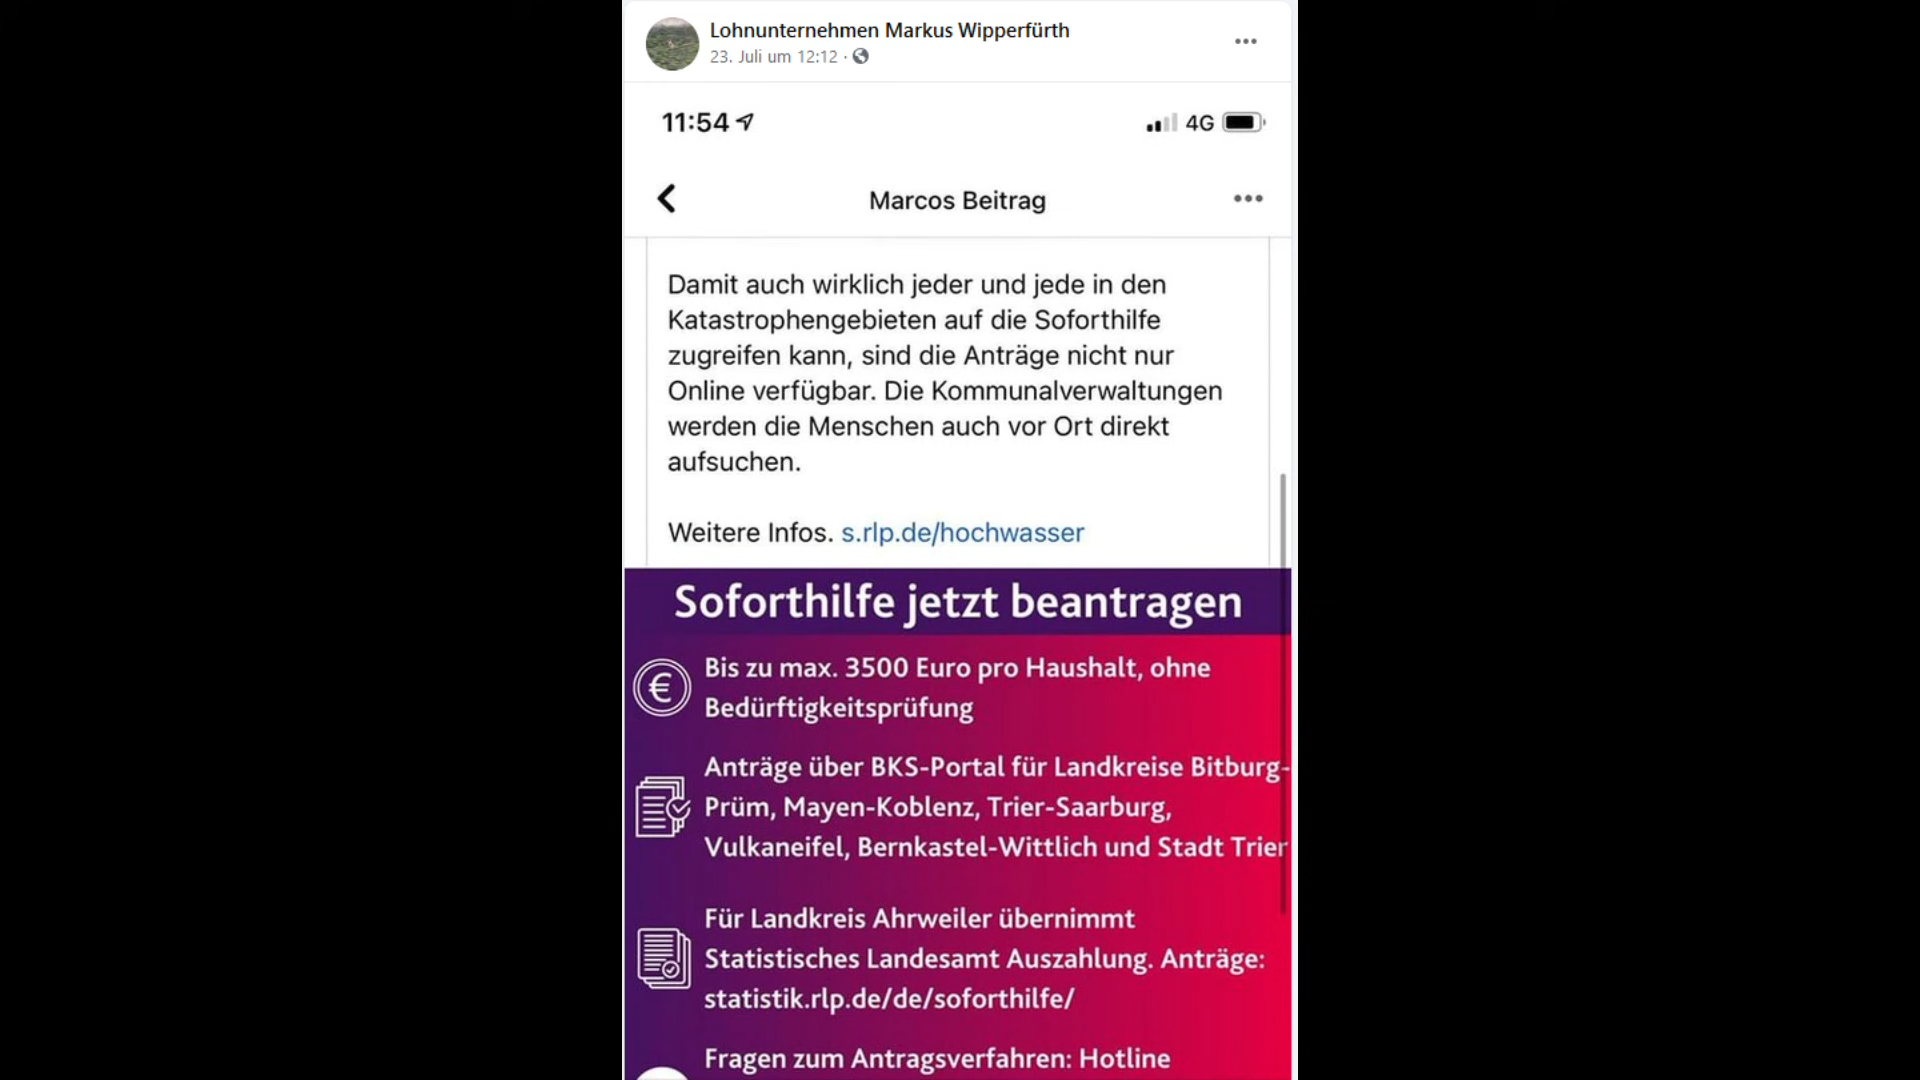 Lohnunternehmen Markus Wipperfürth
23. Juli um 12:12 ·
11:54
4G
Marcos Beitrag
Damit auch wirklich jeder und jede in den
Katastrophengebieten auf die Soforthilfe
zugreifen kann, sind die Anträge nicht nur
Online verfügbar. Die Kommunalverwaltungen
werden die Menschen auch vor Ort direkt
aufsuchen.
Weitere Infos. s.rlp.de/hochwasser
Soforthilfe jetzt beantragen
Bis zu max. 3500 Euro pro Haushalt, ohne
Bedürftigkeitsprüfung
Anträge über BKS-Portal für Landkreise Bitburg-
Prüm, Mayen-Koblenz, Trier-Saarburg,
Vulkaneifel, Bernkastel-Wittlich und Stadt Trier
Für Landkreis Ahrweiler übernimmt
Statistisches Landesamt Auszahlung. Anträge:
statistik.rlp.de/de/soforthilfe/
Fragen zum Antragsverfahren: Hotline